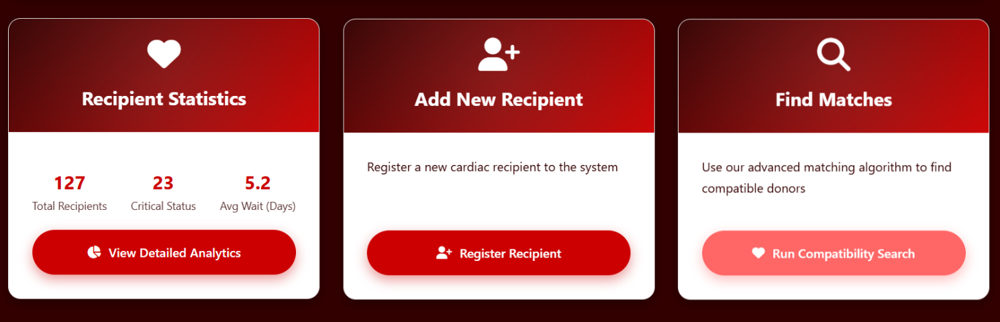 Recipient Statistics
127
Total Recipients
23
Critical Status
5.2
Avg Wait (Days)
View Detailed Analytics
Add New Recipient
Register a new cardiac recipient to the system
Register Recipient
Find Matches
Use our advanced matching algorithm to find
compatible donors
Run Compatibility Search